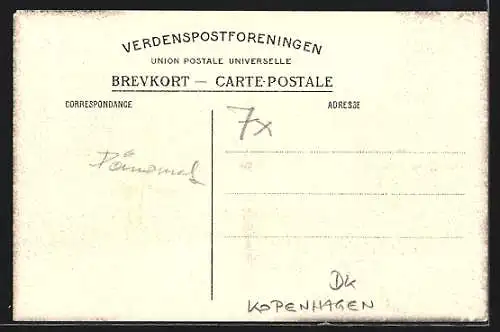 VERDENSPOSTFORENINGEN
UNION POSTALE UNIVERSELLE
BREVKORT — CARTE-POSTALE
CORRESPONDANCE
ADRESSE
7x
Dänemark
DK
KOPENHAGEN